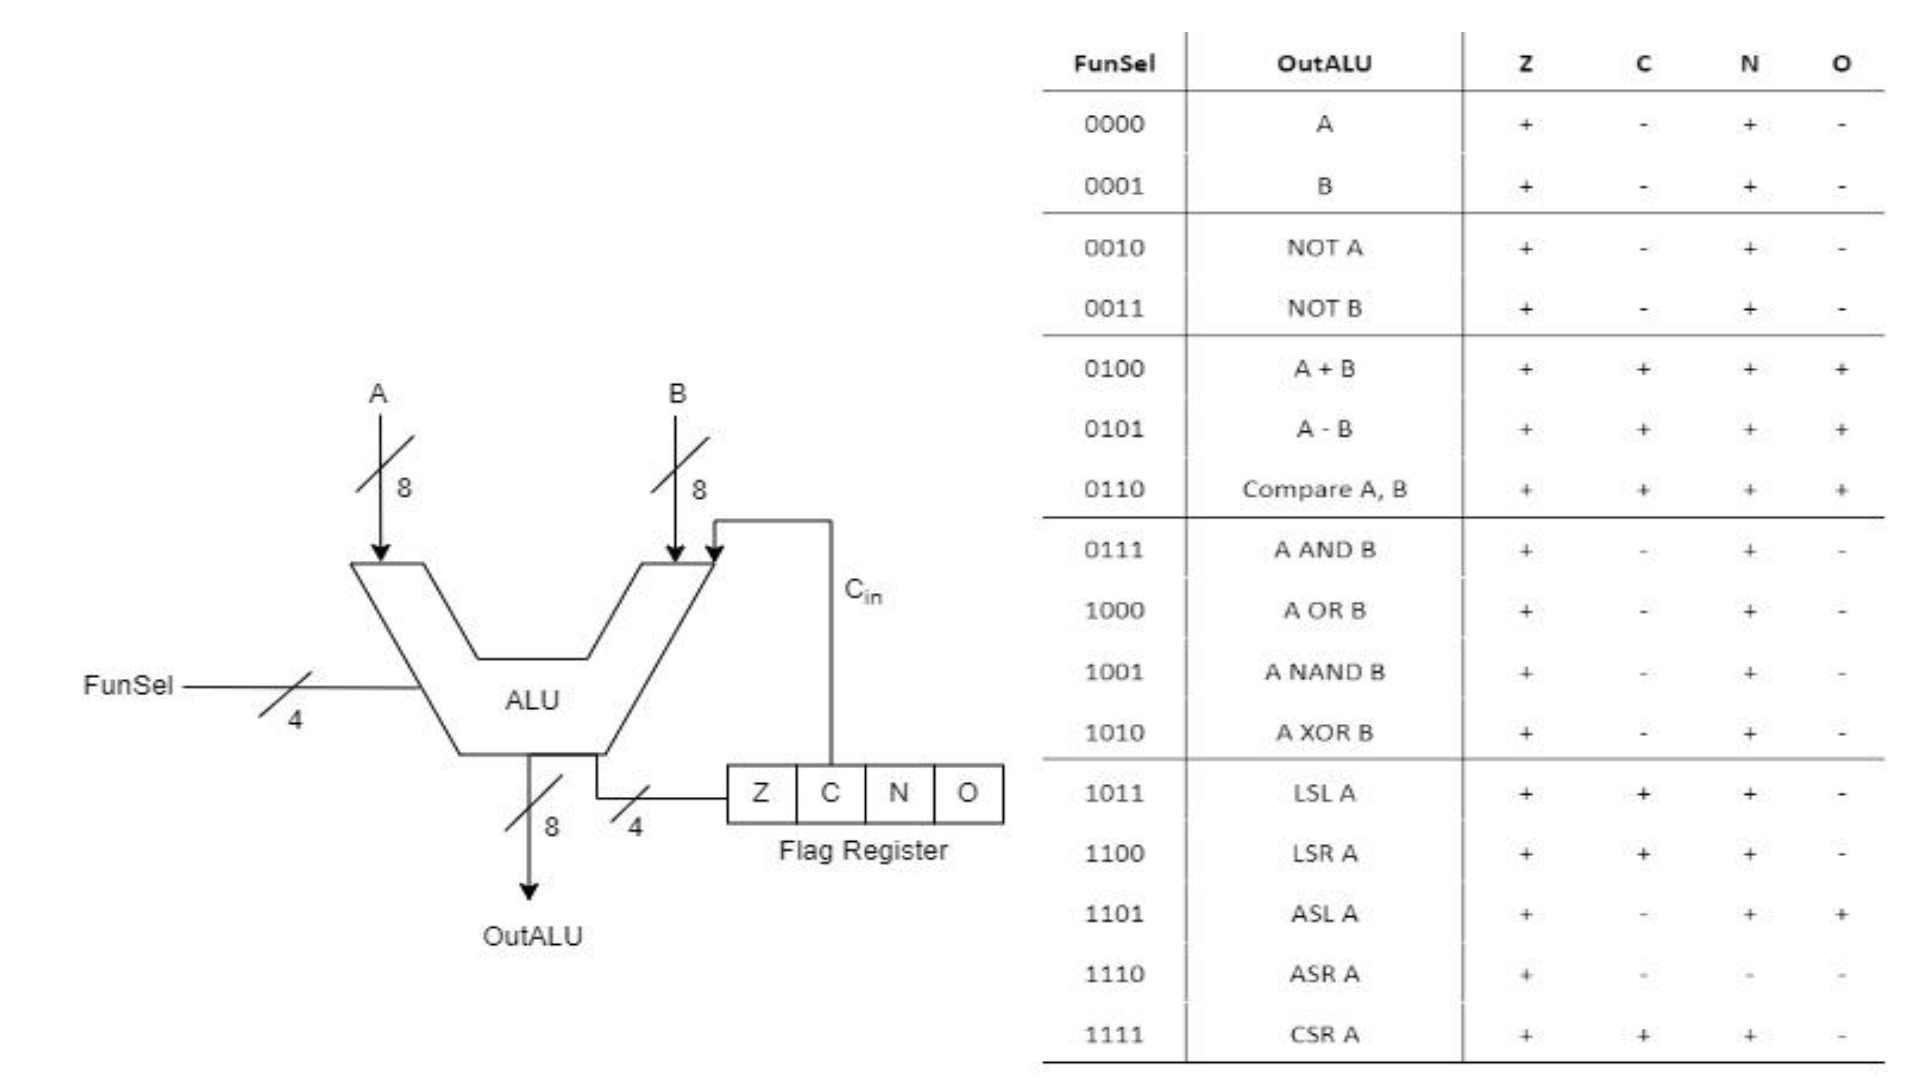 A B
8 8
C_in
FunSel
4
ALU
Z C N O
8 4
Flag Register
OutALU
FunSel OutALU Z C N O
0000 A + - + -
0001 B + - + -
0010 NOT A + - + -
0011 NOT B + - + -
0100 A + B + + + +
0101 A - B + + + +
0110 Compare A, B + + + +
0111 A AND B + - + -
1000 A OR B + - + -
1001 A NAND B + - + -
1010 A XOR B + - + -
1011 LSL A + + + -
1100 LSR A + + + -
1101 ASL A + - + +
1110 ASR A + - - -
1111 CSR A + + + -